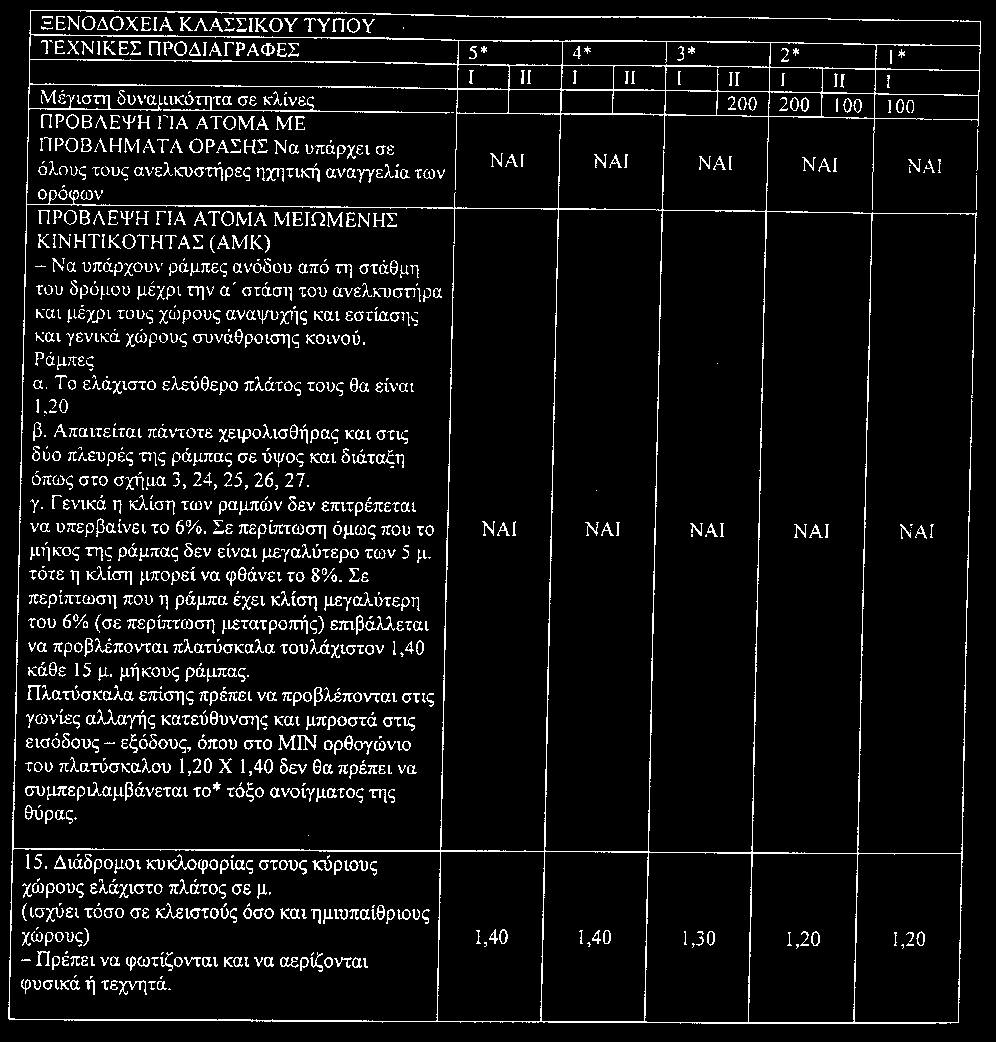 ΞΕΝΟΔΟΧΕΙΑ ΚΛΑΣΣΙΚΟΥ ΤΥΠΟΥ
ΤΕΧΝΙΚΕΣ ΠΡΟΔΙΑΓΡΑΦΕΣ 5* 4* 3* 2* 1*
I II I II I II I II I
Μέγιστη δυναμικότητα σε κλίνες 200 200 100 100
ΠΡΟΒΛΕΨΗ ΓΙΑ ΑΤΟΜΑ ΜΕ
ΠΡΟΒΛΗΜΑΤΑ ΟΡΑΣΗΣ Να υπάρχει σε
όλους τους ανελκυστήρες ηχητική αναγγελία των
ορόφων
ΝΑΙ ΝΑΙ ΝΑΙ ΝΑΙ ΝΑΙ
ΠΡΟΒΛΕΨΗ ΓΙΑ ΑΤΟΜΑ ΜΕΙΩΜΕΝΗΣ
ΚΙΝΗΤΙΚΟΤΗΤΑΣ (ΑΜΚ)
– Να υπάρχουν ράμπες ανόδου από τη στάθμη
του δρόμου μέχρι την α΄ στάση του ανελκυστήρα
και μέχρι τους χώρους αναψυχής και εστίασης
και γενικά χώρους συνάθροισης κοινού.
Ράμπες
α. Το ελάχιστο ελεύθερο πλάτος τους θα είναι
1,20
β. Απαιτείται πάντοτε χειρολισθήρας και στις
δύο πλευρές της ράμπας σε ύψος και διάταξη
όπως στο σχήμα 3, 24, 25, 26, 27.
γ. Γενικά η κλίση των ραμπών δεν επιτρέπεται
να υπερβαίνει το 6%. Σε περίπτωση όμως που το
μήκος της ράμπας δεν είναι μεγαλύτερο των 5 μ.
τότε η κλίση μπορεί να φθάνει το 8%. Σε
περίπτωση που η ράμπα έχει κλίση μεγαλύτερη
του 6% (σε περίπτωση μετατροπής) επιβάλλεται
να προβλέπονται πλατύσκαλα τουλάχιστον 1,40
κάθε 15 μ. μήκους ράμπας.
Πλατύσκαλα επίσης πρέπει να προβλέπονται στις
γωνίες αλλαγής κατεύθυνσης και μπροστά στις
εισόδους – εξόδους, όπου στο ΜΙΝ ορθογώνιο
του πλατύσκαλου 1,20 Χ 1,40 δεν θα πρέπει να
συμπεριλαμβάνεται το* τόξο ανοίγματος της
θύρας.
ΝΑΙ ΝΑΙ ΝΑΙ ΝΑΙ ΝΑΙ
15. Διάδρομοι κυκλοφορίας στους κύριους
χώρους ελάχιστο πλάτος σε μ.
(ισχύει τόσο σε κλειστούς όσο και ημιυπαίθριους
χώρους)
– Πρέπει να φωτίζονται και να αερίζονται
φυσικά ή τεχνητά.
1,40 1,40 1,30 1,20 1,20